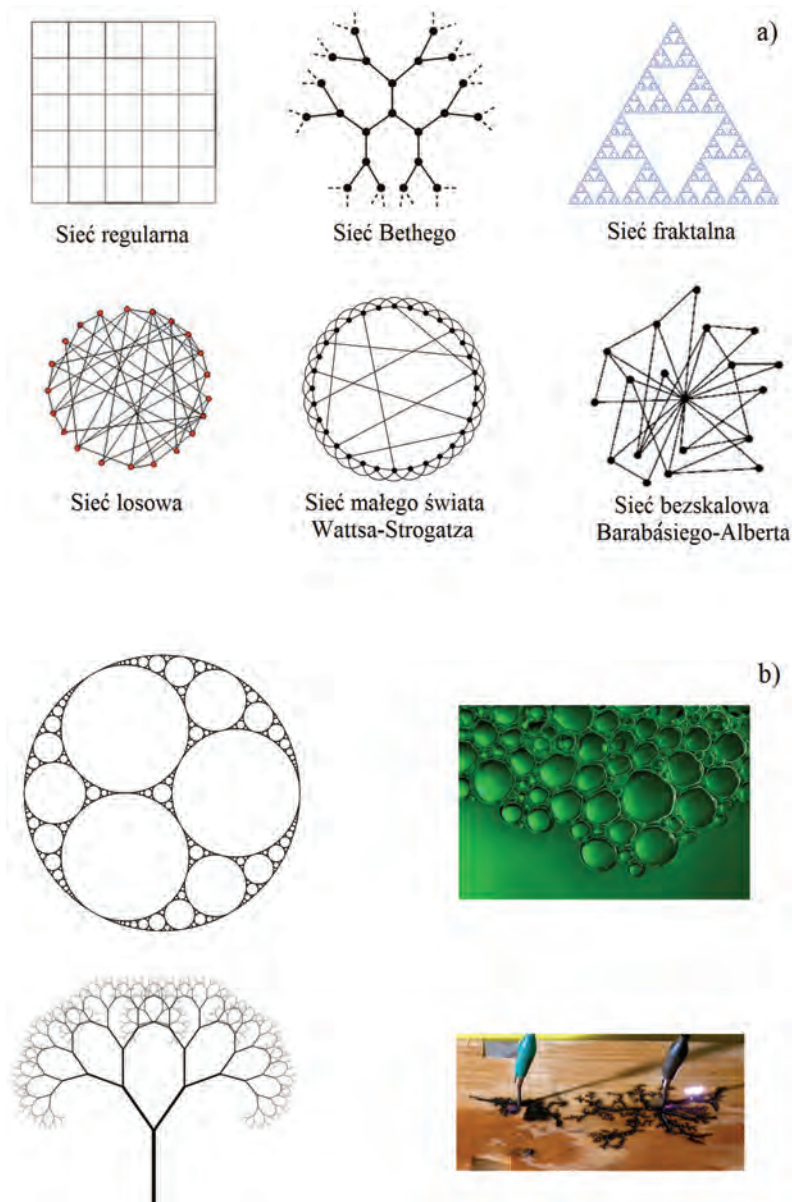 a)
Sieć regularna
Sieć Bethego
Sieć fraktalna
Sieć losowa
Sieć małego świata
Wattsa-Strogatza
Sieć bezskalowa
Barabásiego-Alberta
b)